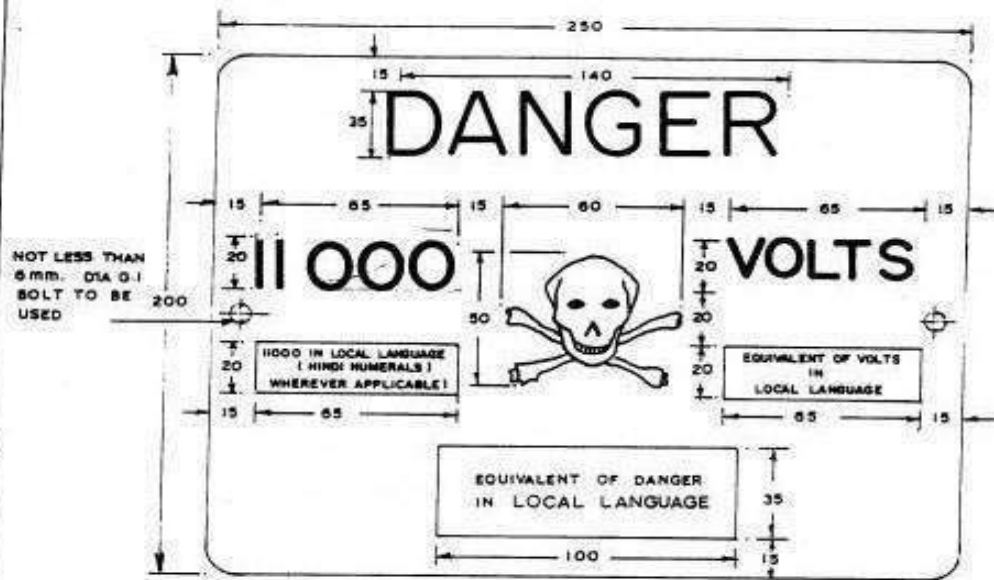 250
15 140
35 DANGER
15 65 15 60 15 65 15
NOT LESS THAN
6 mm. DIA G.I
BOLT TO BE
USED
200
20 11 000
50
20 VOLTS
20
20
11000 IN LOCAL LANGUAGE
( HINDI NUMERALS )
WHEREVER APPLICABLE )
15 65
20
EQUIVALENT OF VOLTS
IN
LOCAL LANGUAGE
65 15
EQUIVALENT OF DANGER
IN LOCAL LANGUAGE
35
100
15